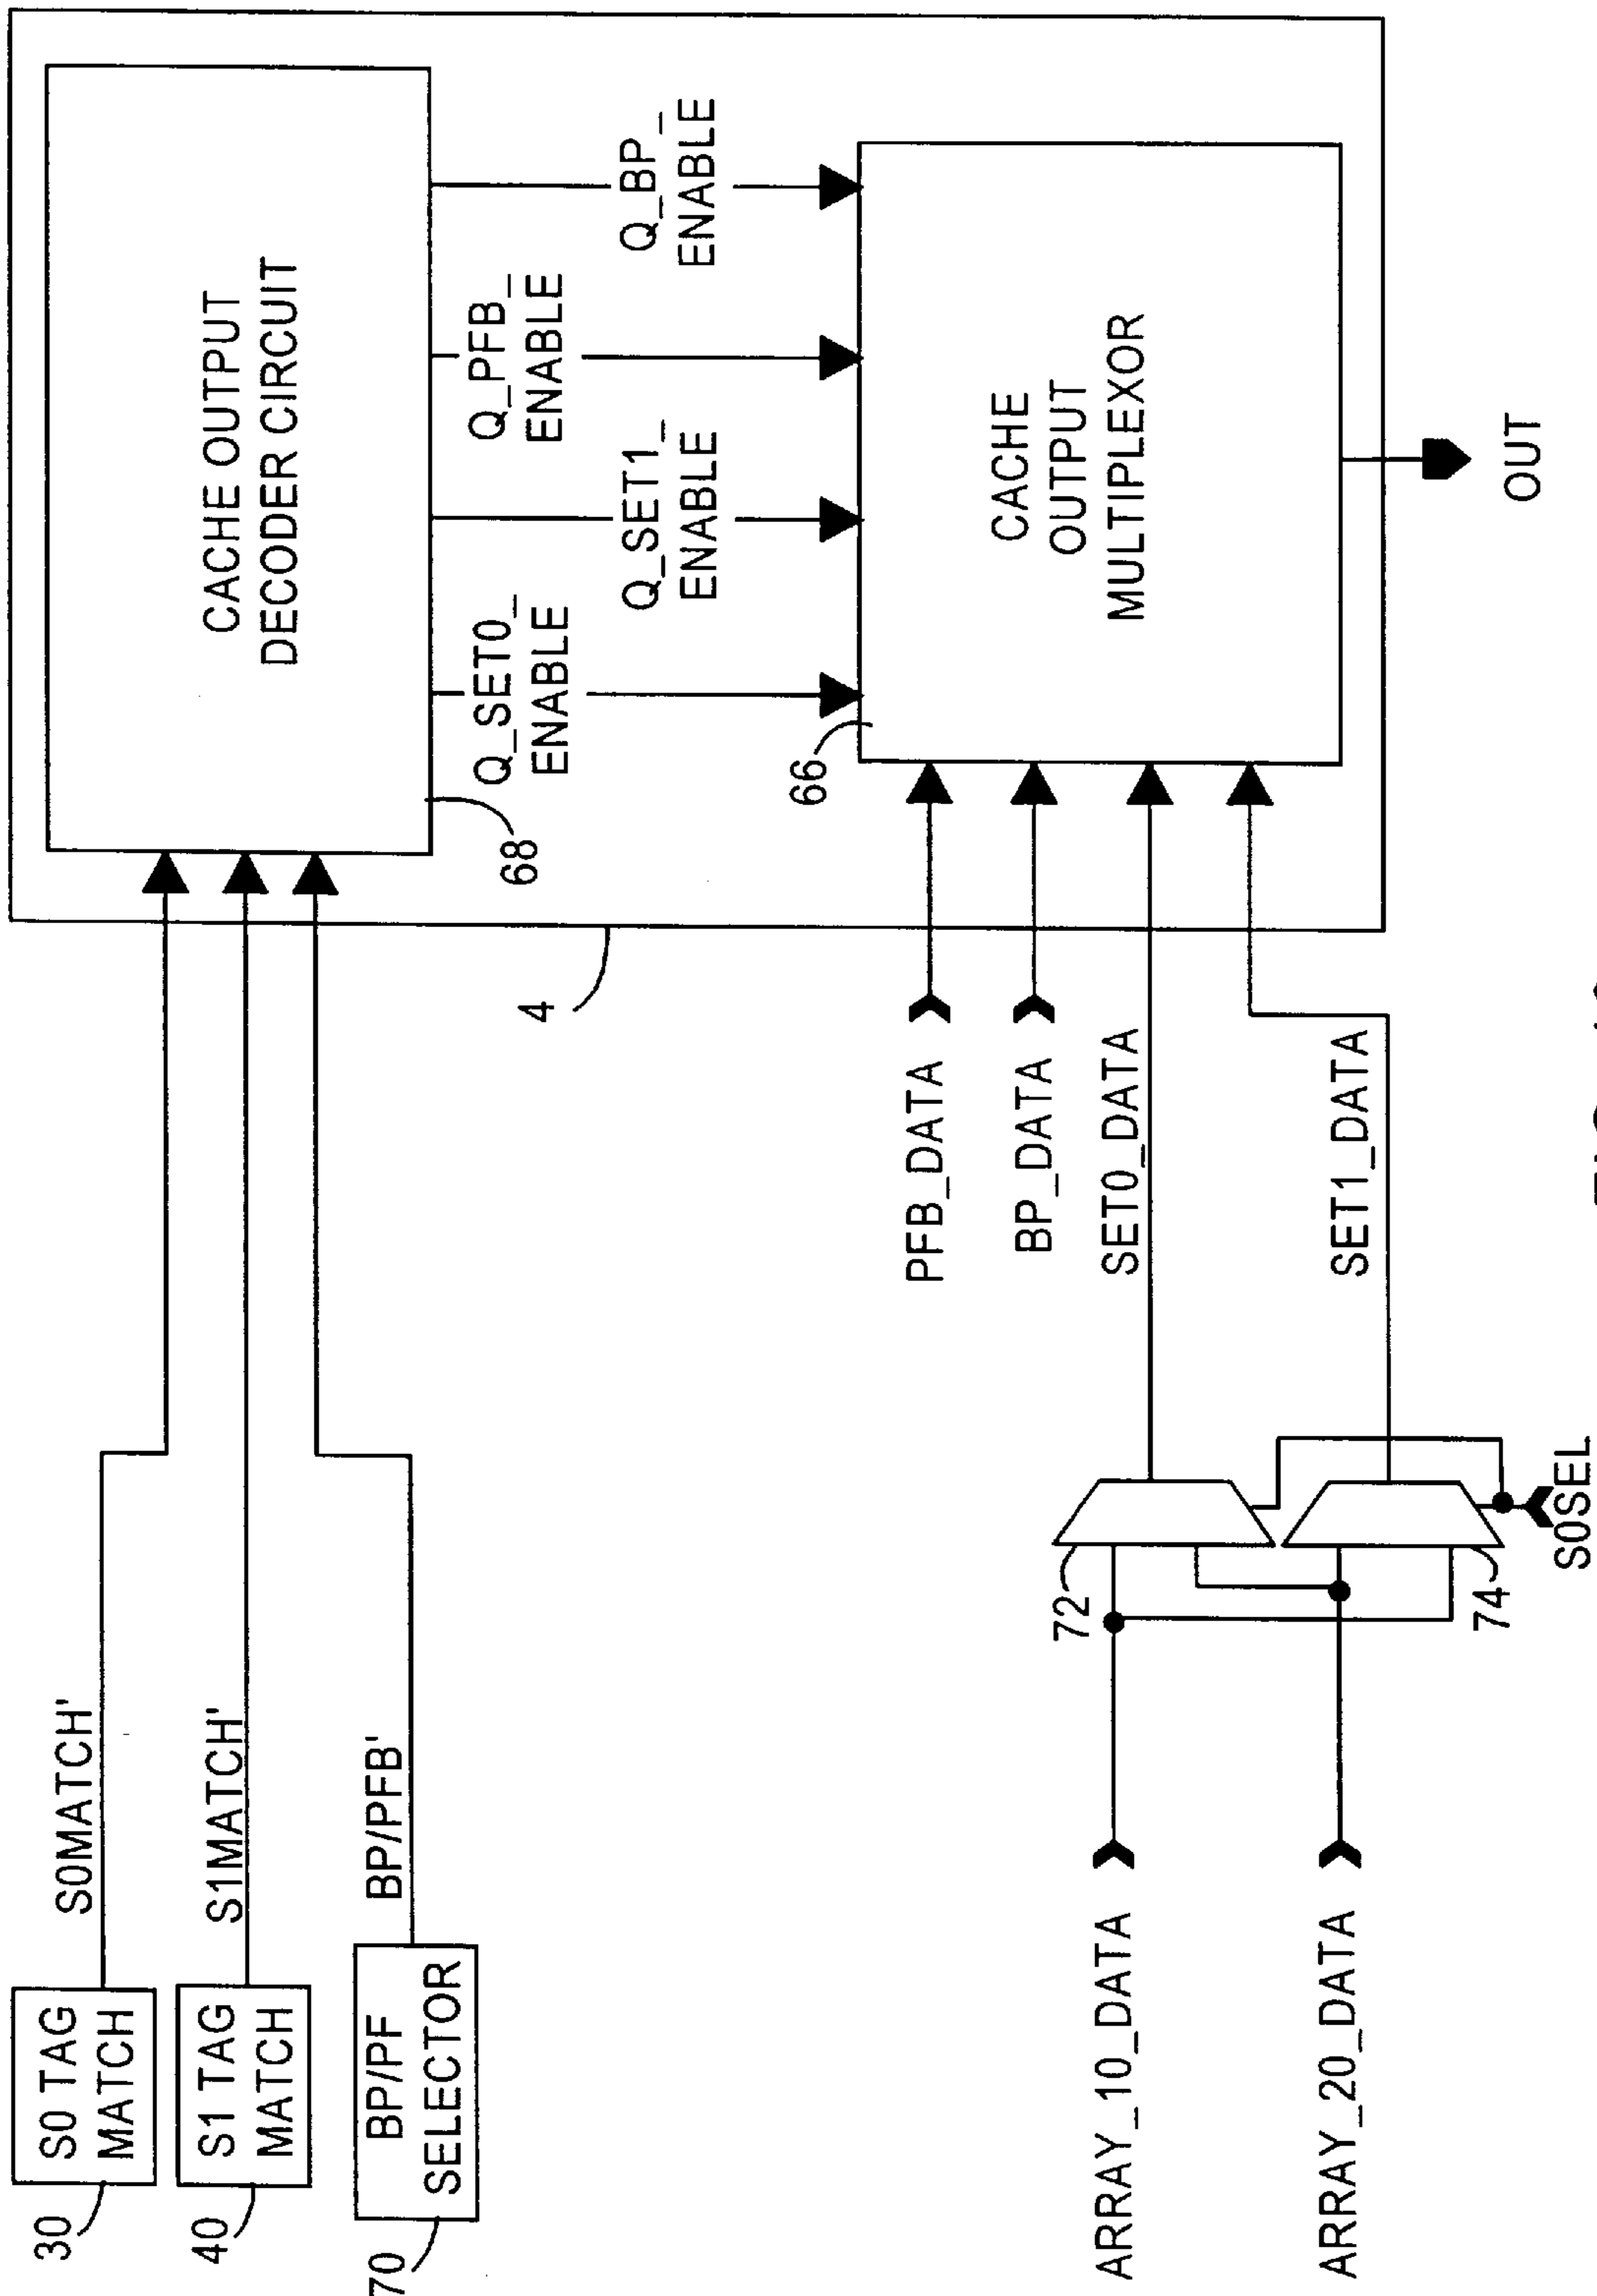 30
S0 TAG
MATCH
S0MATCH'
40
S1 TAG
MATCH
S1MATCH'
70
BP/PF
SELECTOR
BP/PFB'
CACHE OUTPUT
DECODER CIRCUIT
68
Q_SET0_
ENABLE
Q_SET1_
ENABLE
Q_PFB_
ENABLE
Q_BP_
ENABLE
4
66
CACHE
OUTPUT
MULTIPLEXOR
OUT
PFB_DATA
BP_DATA
SET0_DATA
SET1_DATA
ARRAY_10_DATA
ARRAY_20_DATA
72
74
S0SEL